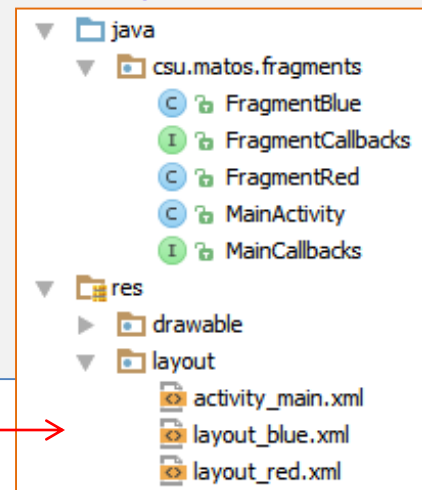 java
csu.matos.fragments
C FragmentBlue
I FragmentCallbacks
C FragmentRed
C MainActivity
I MainCallbacks
res
drawable
layout
activity_main.xml
layout_blue.xml
layout_red.xml